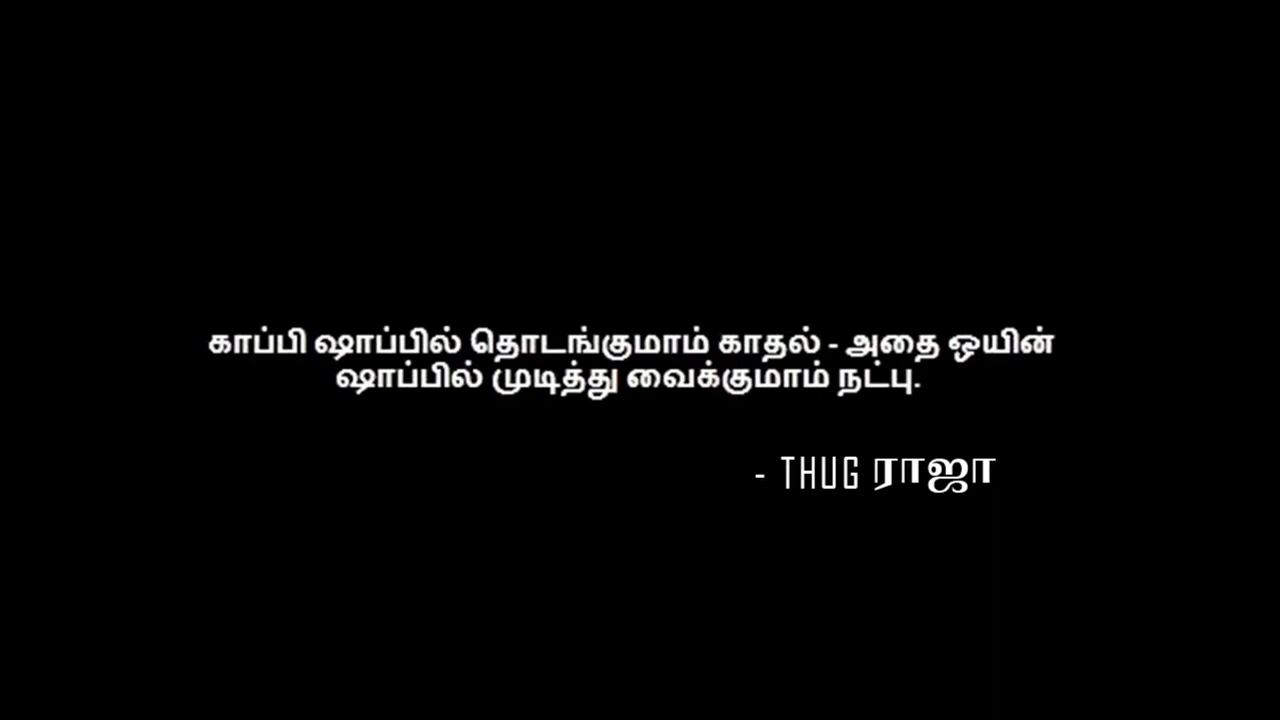 காப்பி ஷாப்பில் தொடங்குமாம் காதல் - அதை ஒயின்
ஷாப்பில் முடித்து வைக்குமாம் நட்பு.
- THUG ராஜா